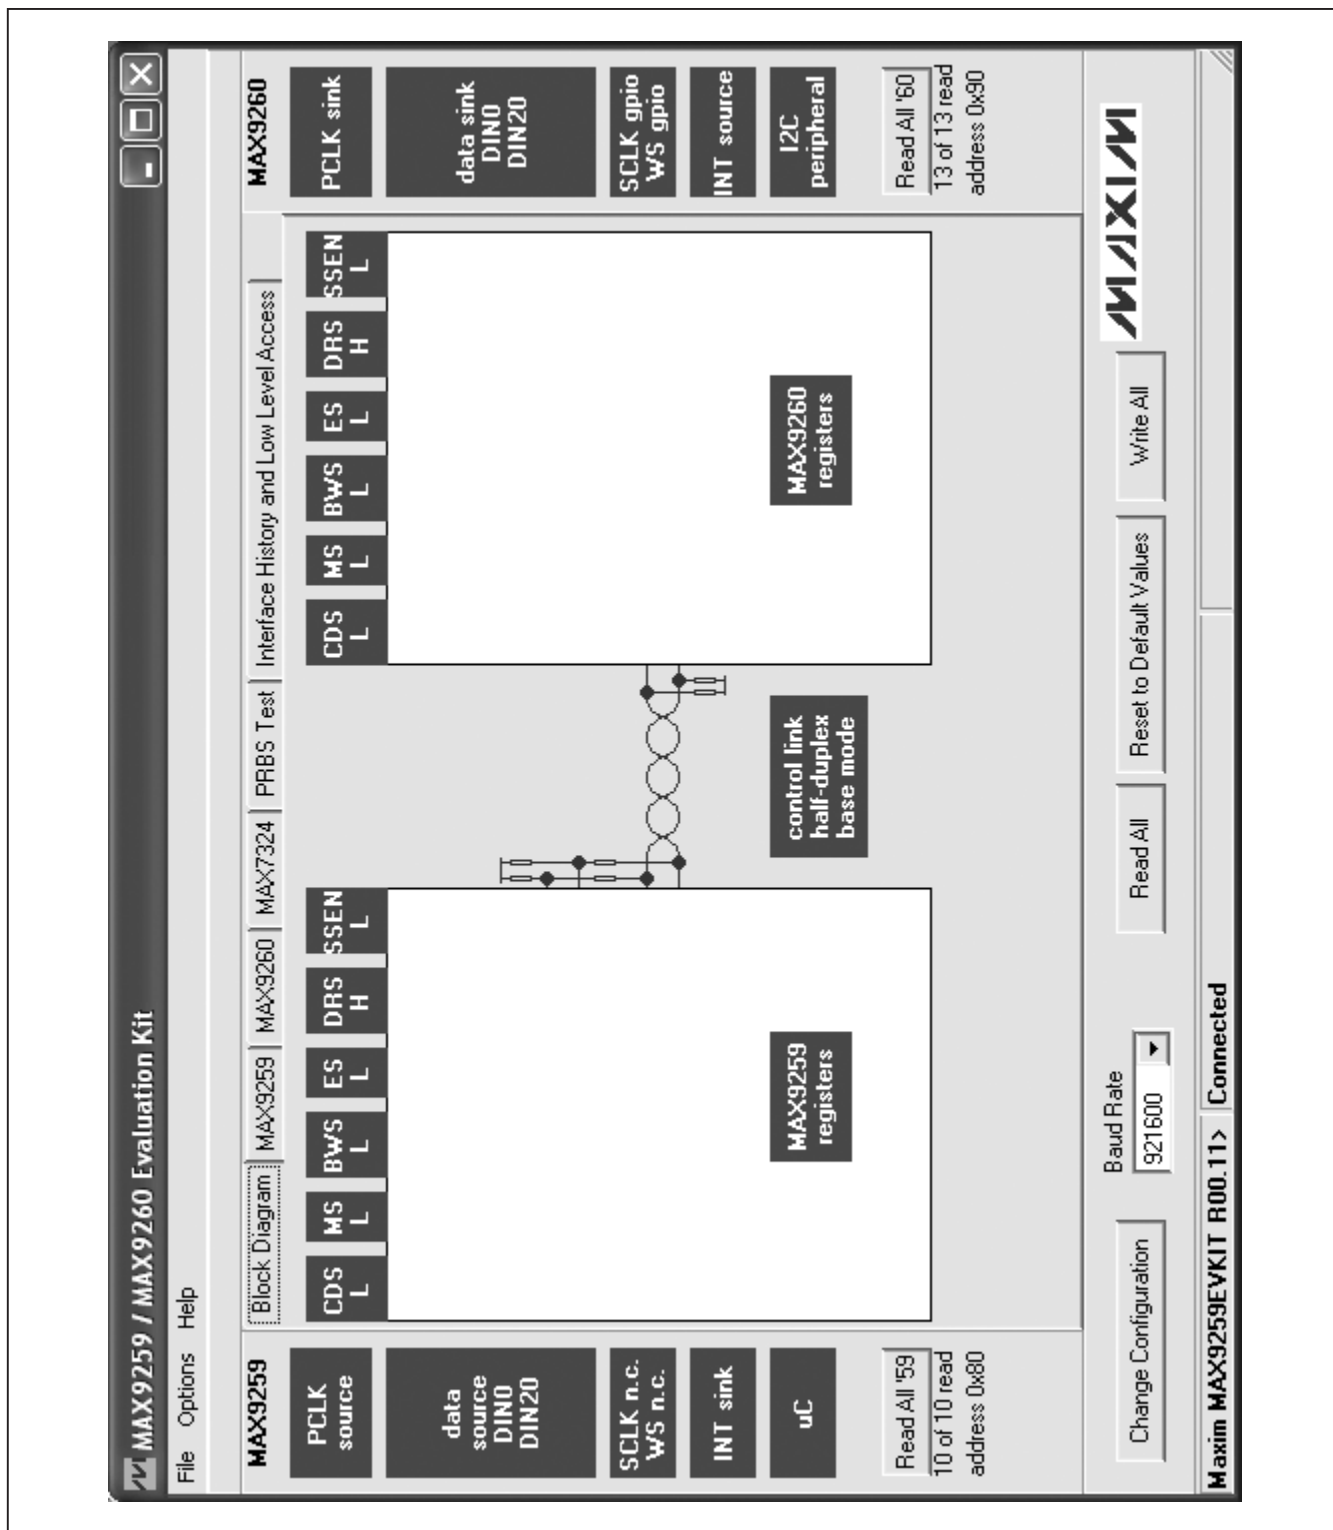 MAX9259 / MAX9260 Evaluation Kit
File Options Help
MAX9259
PCLK
source
data
source
DIN0
DIN20
SCLK n.c.
WS n.c.
INT sink
uC
Read All '59
10 of 10 read
address 0x80
Block Diagram MAX9259 MAX9260 MAX7324 PRBS Test Interface History and Low Level Access
CDS
L
MS
L
BWS
L
ES
L
DRS
H
SSEN
L
MAX9259
registers
control link
half-duplex
base mode
CDS
L
MS
L
BWS
L
ES
L
DRS
H
SSEN
L
MAX9260
registers
MAX9260
PCLK sink
data sink
DIN0
DIN20
SCLK gpio
WS gpio
INT source
I2C
peripheral
Read All '60
13 of 13 read
address 0x90
Change Configuration
Baud Rate
921600
Read All
Reset to Default Values
Write All
MAXIM
Maxim MAX9259EVKIT R00.11> Connected